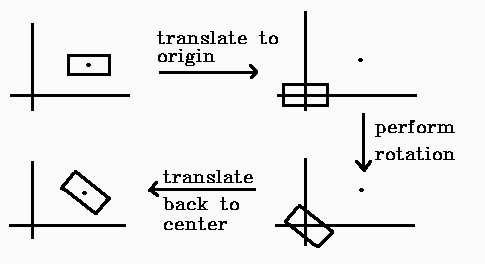 translate to
origin
perform
rotation
translate
back to
center